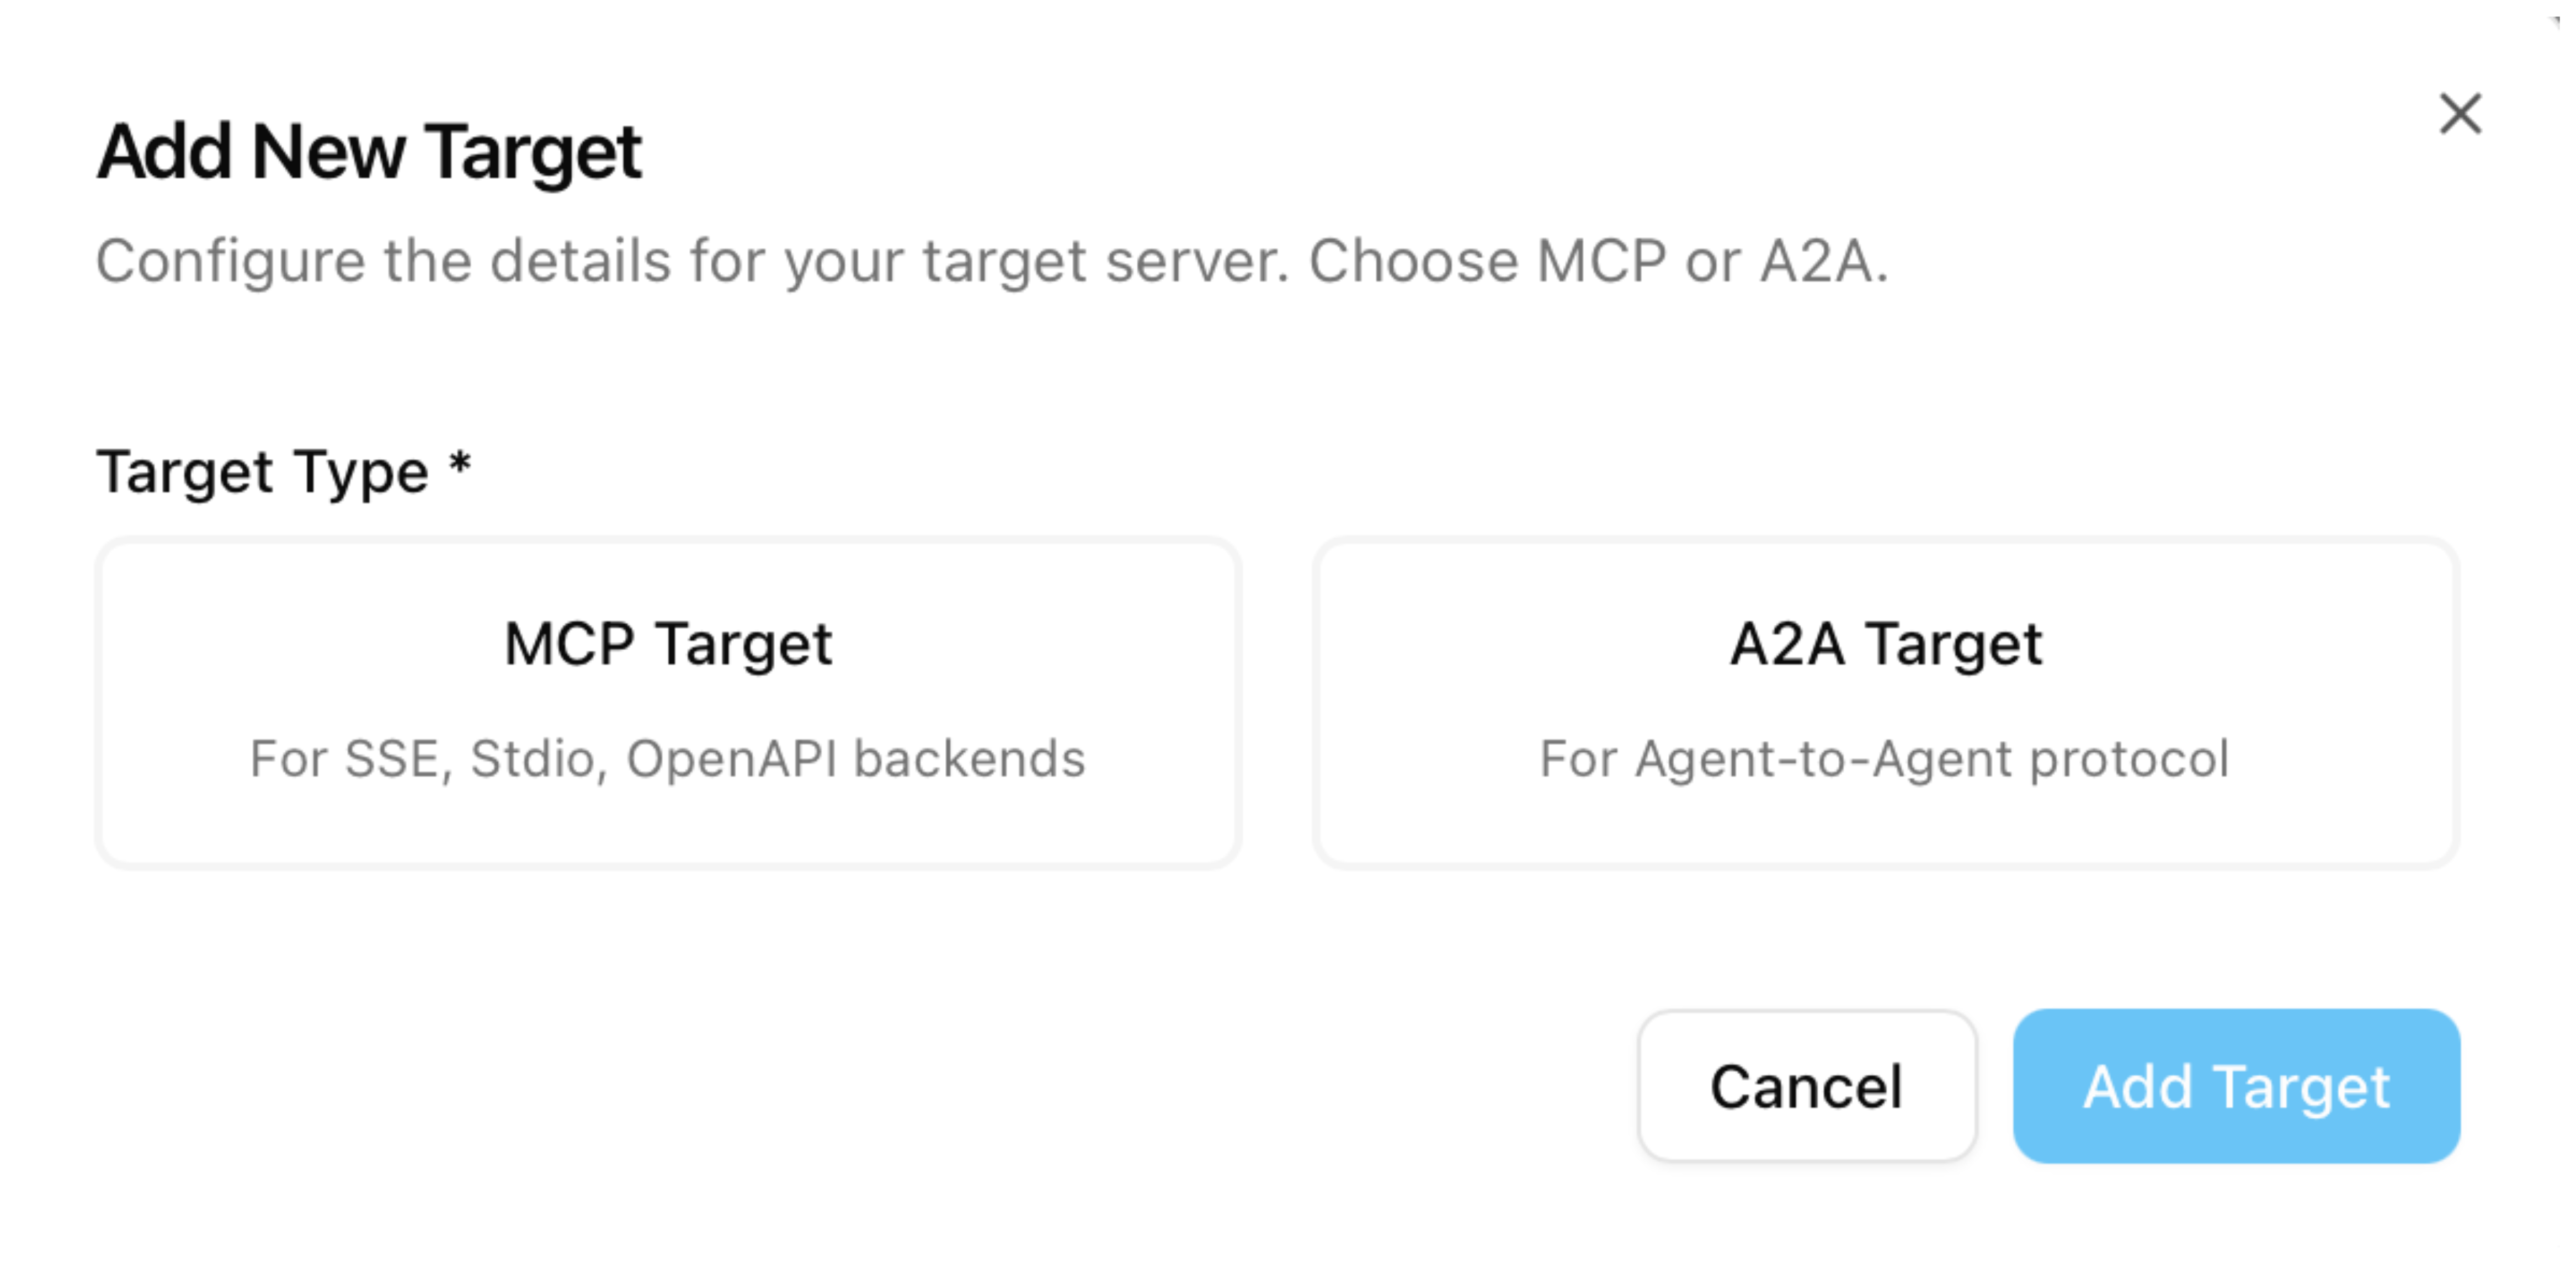 Add New Target
Configure the details for your target server. Choose MCP or A2A.
Target Type *
MCP Target
For SSE, Stdio, OpenAPI backends
A2A Target
For Agent-to-Agent protocol
Cancel
Add Target